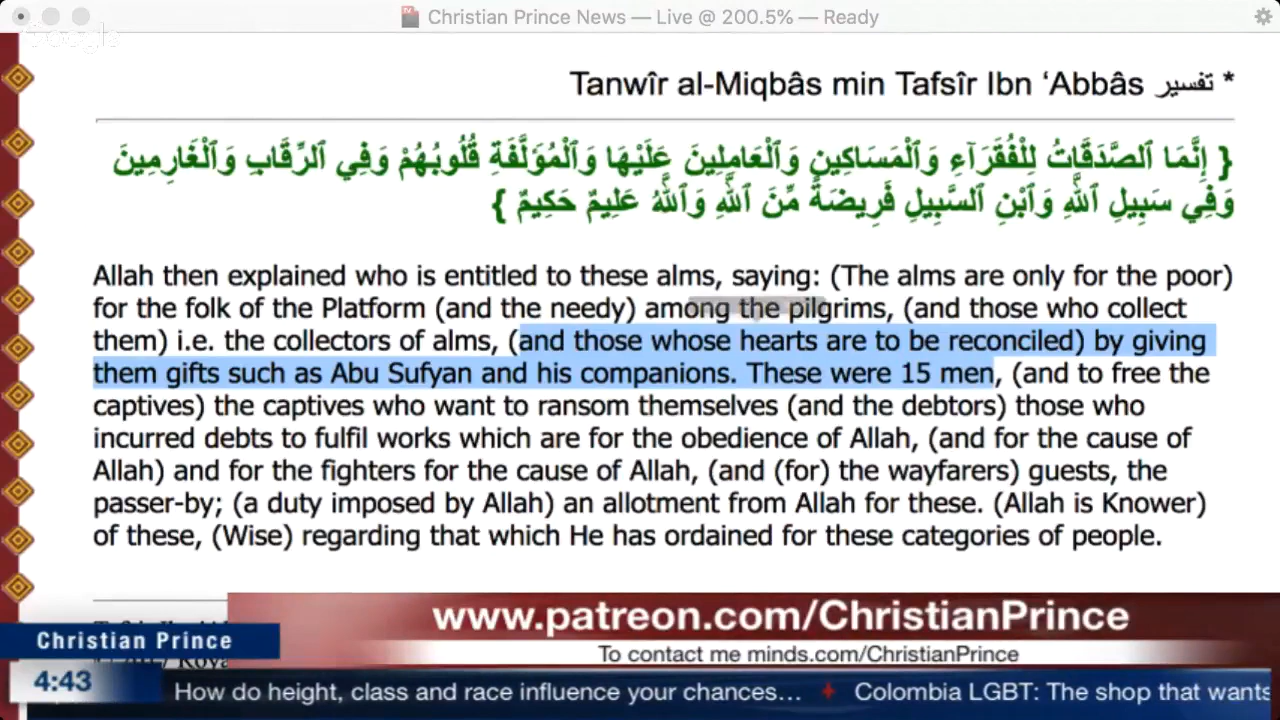 Christian Prince News — Live @ 200.5% — Ready
Google
* تفسير Tanwîr al-Miqbâs min Tafsîr Ibn ‘Abbâs
{ إِنَّمَا ٱلصَّدَقَاتُ لِلْفُقَرَآءِ وَٱلْمَسَاكِينِ وَٱلْعَامِلِينَ عَلَيْهَا وَٱلْمُؤَلَّفَةِ قُلُوبُهُمْ وَفِي ٱلرِّقَابِ وَٱلْغَارِمِينَ
وَفِي سَبِيلِ ٱللَّهِ وَٱبْنِ ٱلسَّبِيلِ فَرِيضَةً مِّنَ ٱللَّهِ وَٱللَّهُ عَلِيمٌ حَكِيمٌ }
Allah then explained who is entitled to these alms, saying: (The alms are only for the poor)
for the folk of the Platform (and the needy) among the pilgrims, (and those who collect
them) i.e. the collectors of alms, (and those whose hearts are to be reconciled) by giving
them gifts such as Abu Sufyan and his companions. These were 15 men, (and to free the
captives) the captives who want to ransom themselves (and the debtors) those who
incurred debts to fulfil works which are for the obedience of Allah, (and for the cause of
Allah) and for the fighters for the cause of Allah, (and (for) the wayfarers) guests, the
passer-by; (a duty imposed by Allah) an allotment from Allah for these. (Allah is Knower)
of these, (Wise) regarding that which He has ordained for these categories of people.
www.patreon.com/ChristianPrince
Christian Prince
To contact me minds.com/ChristianPrince
4:43
How do height, class and race influence your chances... Colombia LGBT: The shop that wants